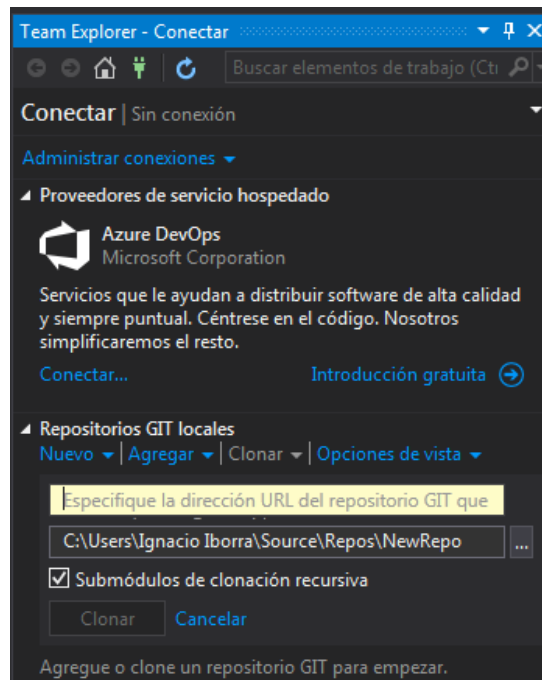 Team Explorer - Conectar
Buscar elementos de trabajo (Ctr
Conectar | Sin conexión
Administrar conexiones
Proveedores de servicio hospedado
Azure DevOps
Microsoft Corporation
Servicios que le ayudan a distribuir software de alta calidad
y siempre puntual. Céntrese en el código. Nosotros
simplificaremos el resto.
Conectar... Introducción gratuita
Repositorios GIT locales
Nuevo | Agregar | Clonar | Opciones de vista
Especifique la dirección URL del repositorio GIT que
C:\Users\Ignacio Iborra\Source\Repos\NewRepo ...
Submódulos de clonación recursiva
Clonar Cancelar
Agregue o clone un repositorio GIT para empezar.